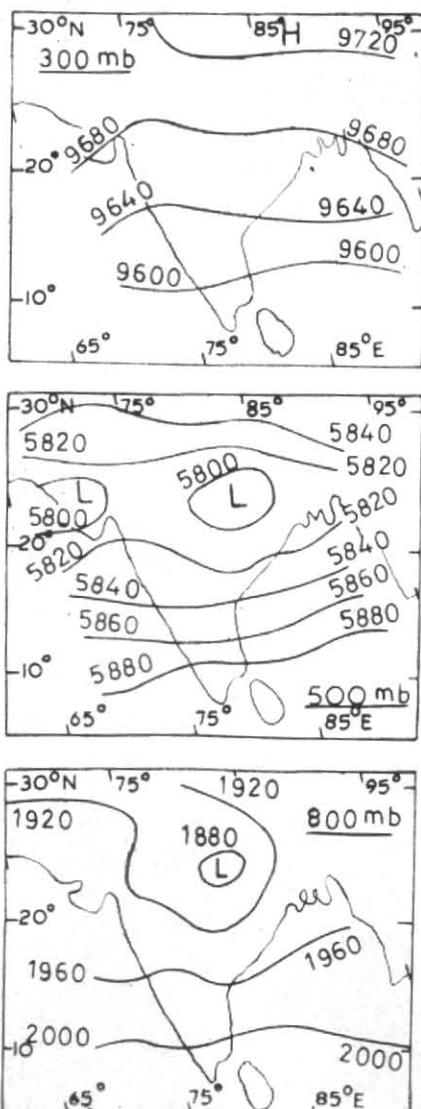 30°N 85° H 95°
300 mb 9720
9680 9680
20°
9640 9640
9600 9600
10°
65° 75° 85°E
30°N 75° 85° 95°
5820 5840
5800 5820
L L
5800 5820
20°
5820 5840
5840 5860
5860 5880
10° 5880
500 mb
65° 75° 85°E
30°N 75° 1920 95°
1920 1880 800 mb
L
20°
1960 1960
2000 2000
10°
65° 75° 85°E